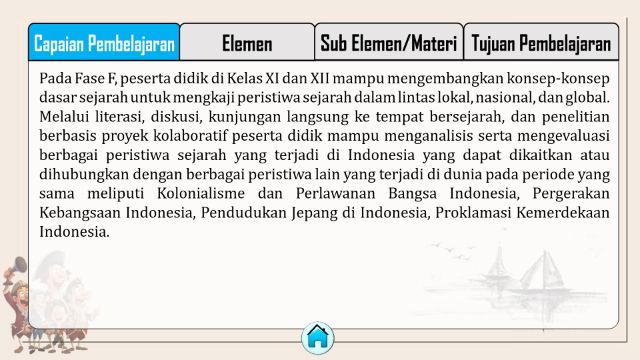 Capaian Pembelajaran
Elemen
Sub Elemen/Materi
Tujuan Pembelajaran
Pada Fase F, peserta didik di Kelas XI dan XII mampu mengembangkan konsep-konsep
dasar sejarah untuk mengkaji peristiwa sejarah dalam lintas lokal, nasional, dan global.
Melalui literasi, diskusi, kunjungan langsung ke tempat bersejarah, dan penelitian
berbasis proyek kolaboratif peserta didik mampu menganalisis serta mengevaluasi
berbagai peristiwa sejarah yang terjadi di Indonesia yang dapat dikaitkan atau
dihubungkan dengan berbagai peristiwa lain yang terjadi di dunia pada periode yang
sama meliputi Kolonialisme dan Perlawanan Bangsa Indonesia, Pergerakan
Kebangsaan Indonesia, Pendudukan Jepang di Indonesia, Proklamasi Kemerdekaan
Indonesia.